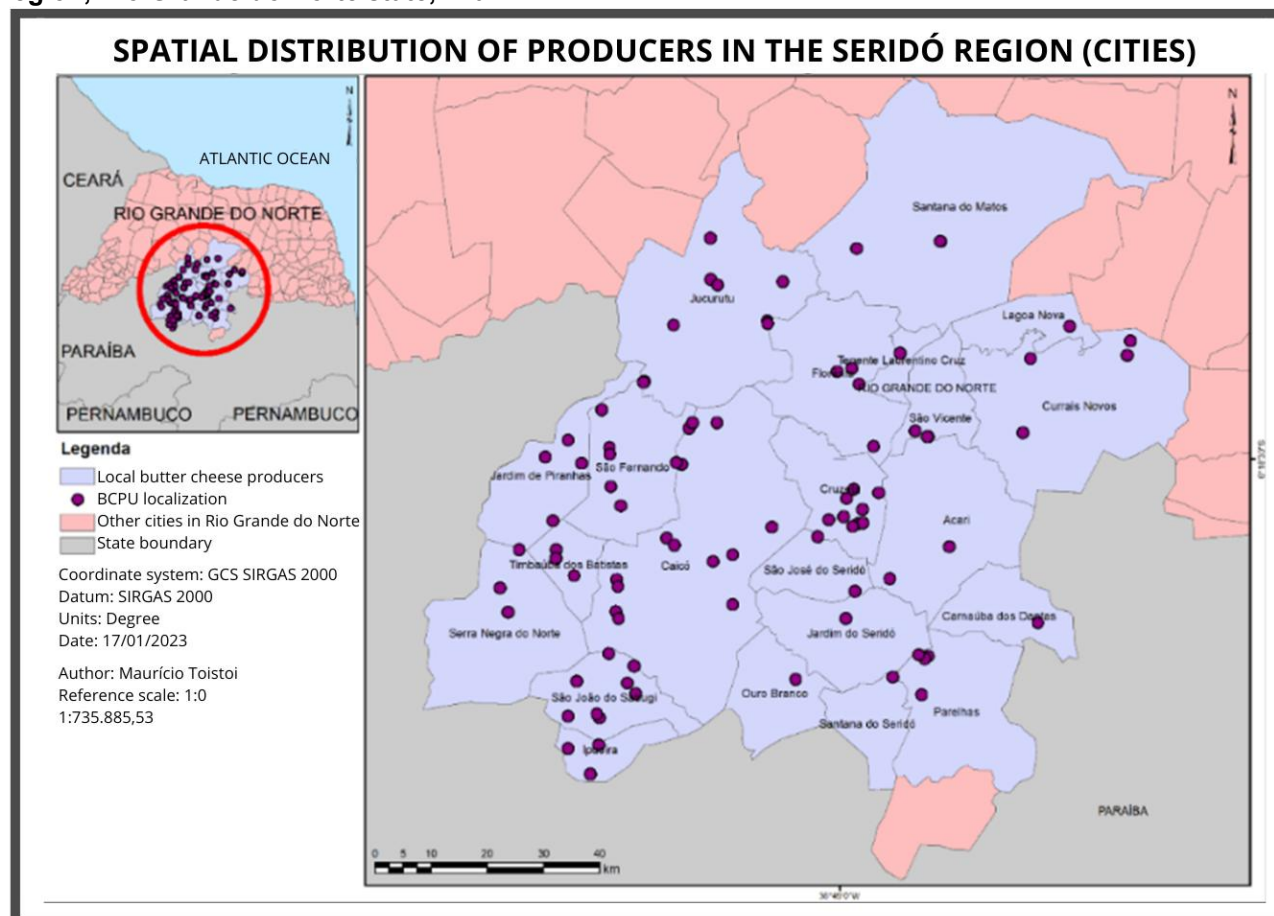 SPATIAL DISTRIBUTION OF PRODUCERS IN THE SERIDÓ REGION (CITIES)
N
ATLANTIC OCEAN
CEARÁ
RIO GRANDE DO NORTE
PARAÍBA
PERNAMBUCO
PERNAMBUCO
Legenda
Local butter cheese producers
BCPU localization
Other cities in Rio Grande do Norte
State boundary
Coordinate system: GCS SIRGAS 2000
Datum: SIRGAS 2000
Units: Degree
Date: 17/01/2023
Author: Maurício Toistoi
Reference scale: 1:0
1:735.885,53
N
Santana do Matos
Jucurutu
Lagoa Nova
Tenente Laurentino Cruz
RIO GRANDE DO NORTE
Currais Novos
São Vicente
São Fernando
Jardim de Piranhas
Acari
Timbaúba dos Batistas
Caicó
São José do Seridó
Carnaúba dos Dantas
Serra Negra do Norte
Jardim do Seridó
Ouro Branco
São João do Sabugi
Parelhas
Santana do Seridó
Ipueira
PARAÍBA
0 5 10 20 30 40
km